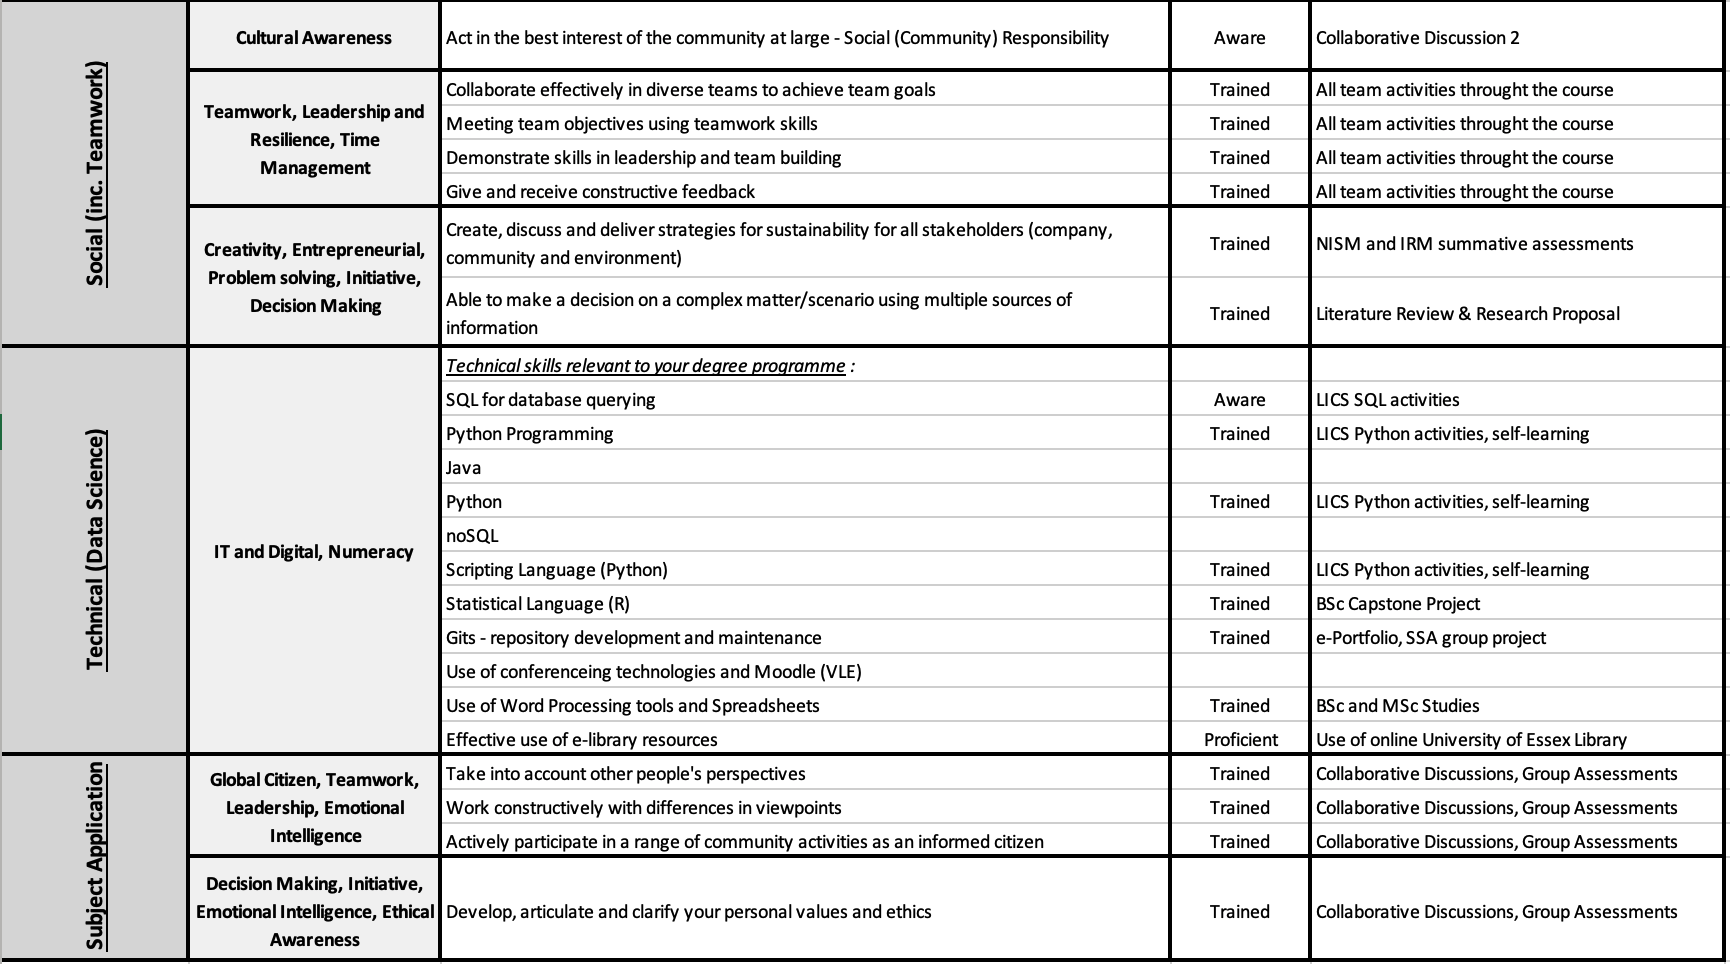 Social (inc. Teamwork)
Cultural Awareness
Act in the best interest of the community at large - Social (Community) Responsibility
Aware
Collaborative Discussion 2
Teamwork, Leadership and
Resilience, Time
Management
Collaborate effectively in diverse teams to achieve team goals
Trained
All team activities throught the course
Meeting team objectives using teamwork skills
Trained
All team activities throught the course
Demonstrate skills in leadership and team building
Trained
All team activities throught the course
Give and receive constructive feedback
Trained
All team activities throught the course
Creativity, Entrepreneurial,
Problem solving, Initiative,
Decision Making
Create, discuss and deliver strategies for sustainability for all stakeholders (company,
community and environment)
Trained
NISM and IRM summative assessments
Able to make a decision on a complex matter/scenario using multiple sources of
information
Trained
Literature Review & Research Proposal
Technical (Data Science)
IT and Digital, Numeracy
Technical skills relevant to your degree programme :
SQL for database querying
Aware
LICS SQL activities
Python Programming
Trained
LICS Python activities, self-learning
Java
Python
Trained
LICS Python activities, self-learning
noSQL
Scripting Language (Python)
Trained
LICS Python activities, self-learning
Statistical Language (R)
Trained
BSc Capstone Project
Gits - repository development and maintenance
Trained
e-Portfolio, SSA group project
Use of conferenceing technologies and Moodle (VLE)
Use of Word Processing tools and Spreadsheets
Trained
BSc and MSc Studies
Effective use of e-library resources
Proficient
Use of online University of Essex Library
Subject Application
Global Citizen, Teamwork,
Leadership, Emotional
Intelligence
Take into account other people's perspectives
Trained
Collaborative Discussions, Group Assessments
Work constructively with differences in viewpoints
Trained
Collaborative Discussions, Group Assessments
Actively participate in a range of community activities as an informed citizen
Trained
Collaborative Discussions, Group Assessments
Decision Making, Initiative,
Emotional Intelligence, Ethical
Awareness
Develop, articulate and clarify your personal values and ethics
Trained
Collaborative Discussions, Group Assessments